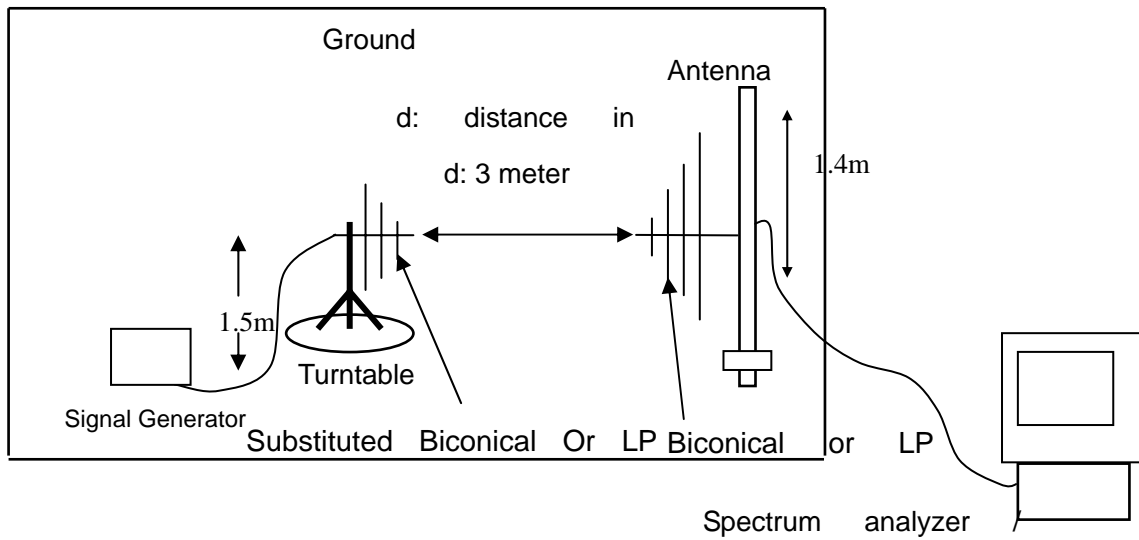 Ground
Antenna
d: distance in
d: 3 meter
1.4m
1.5m
Turntable
Signal Generator
Substituted Biconical Or LP Biconical or LP
Spectrum analyzer